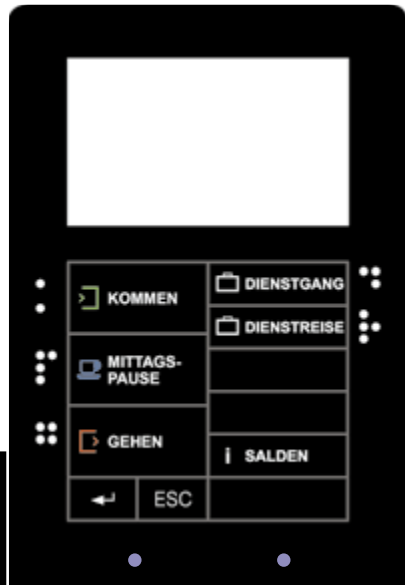 KOMMEN
MITTAGS-
PAUSE
GEHEN
↵ ESC
DIENSTGANG
DIENSTREISE
i SALDEN